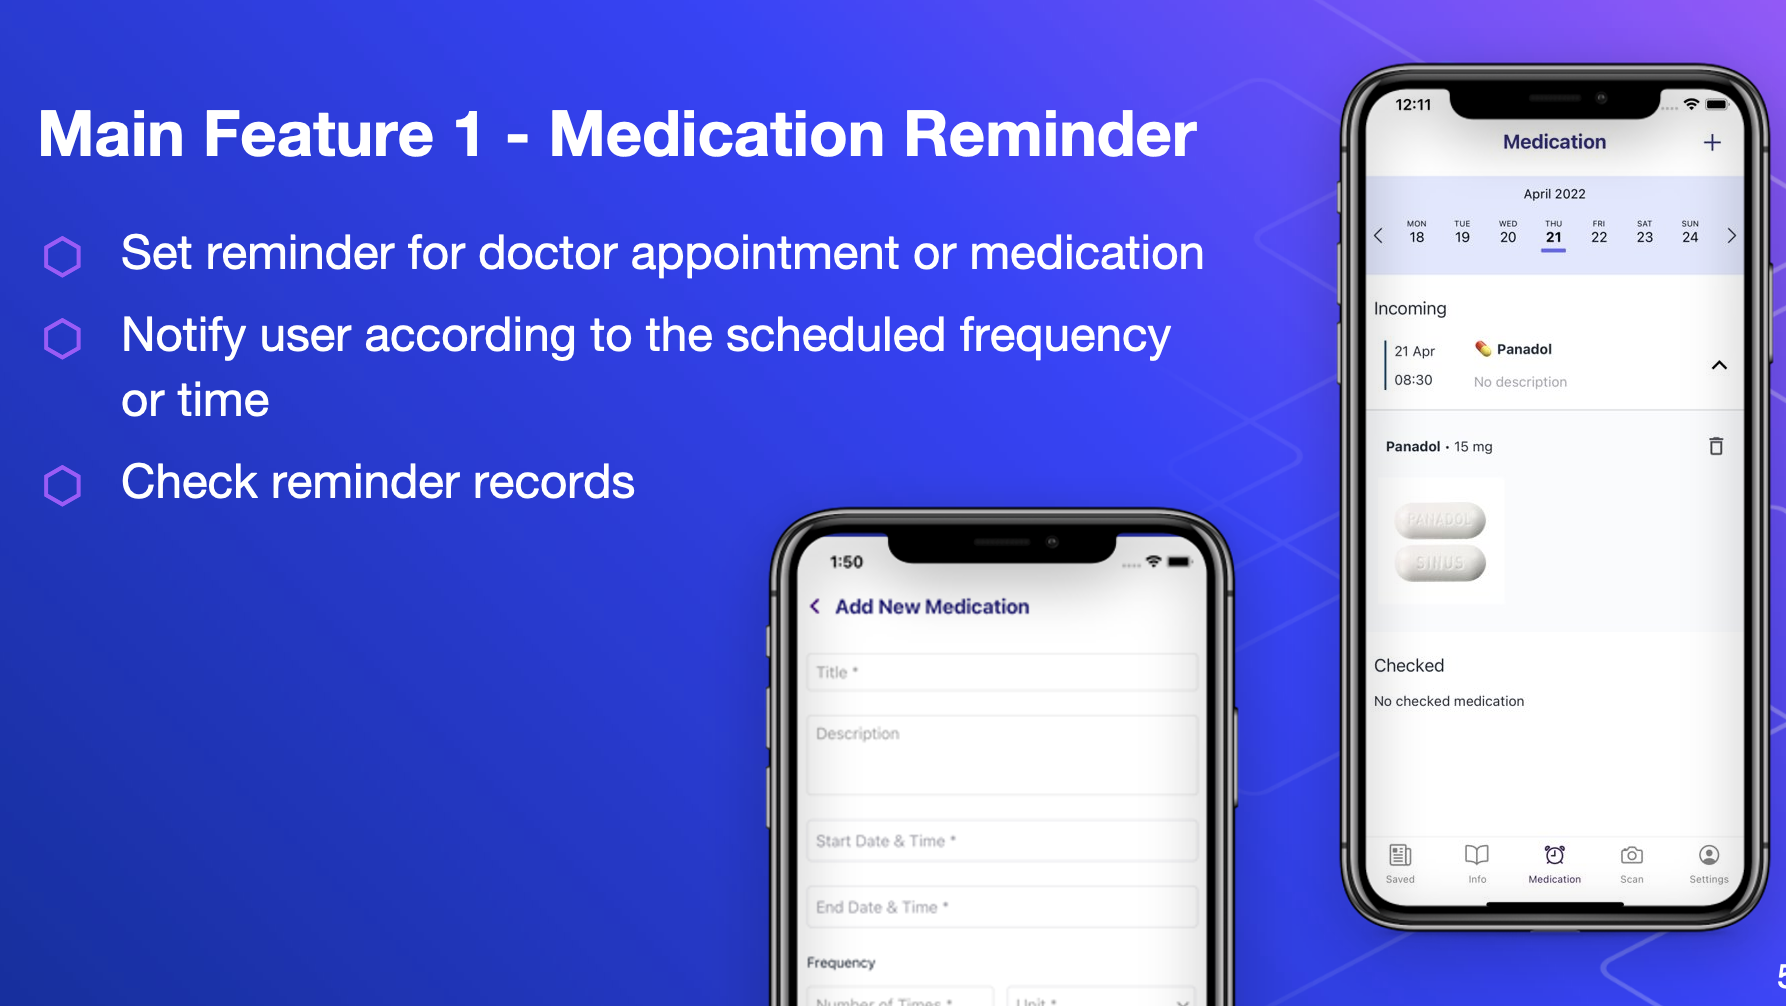 Main Feature 1 - Medication Reminder
Set reminder for doctor appointment or medication
Notify user according to the scheduled frequency
or time
Check reminder records
1:50
Add New Medication
Title *
Description
Start Date & Time *
End Date & Time *
Frequency
Number of Times *
Unit *
12:11
Medication
+
April 2022
MON TUE WED THU FRI SAT SUN
18 19 20 21 22 23 24
Incoming
21 Apr
08:30
Panadol
No description
Panadol • 15 mg
PANADOL
SINUS
Checked
No checked medication
Saved Info Medication Scan Settings